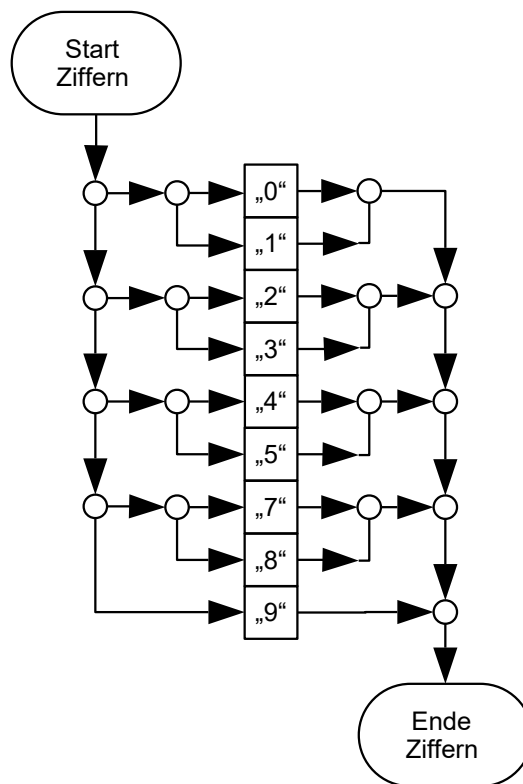 Start
Ziffern
„0“
„1“
„2“
„3“
„4“
„5“
„7“
„8“
„9“
Ende
Ziffern